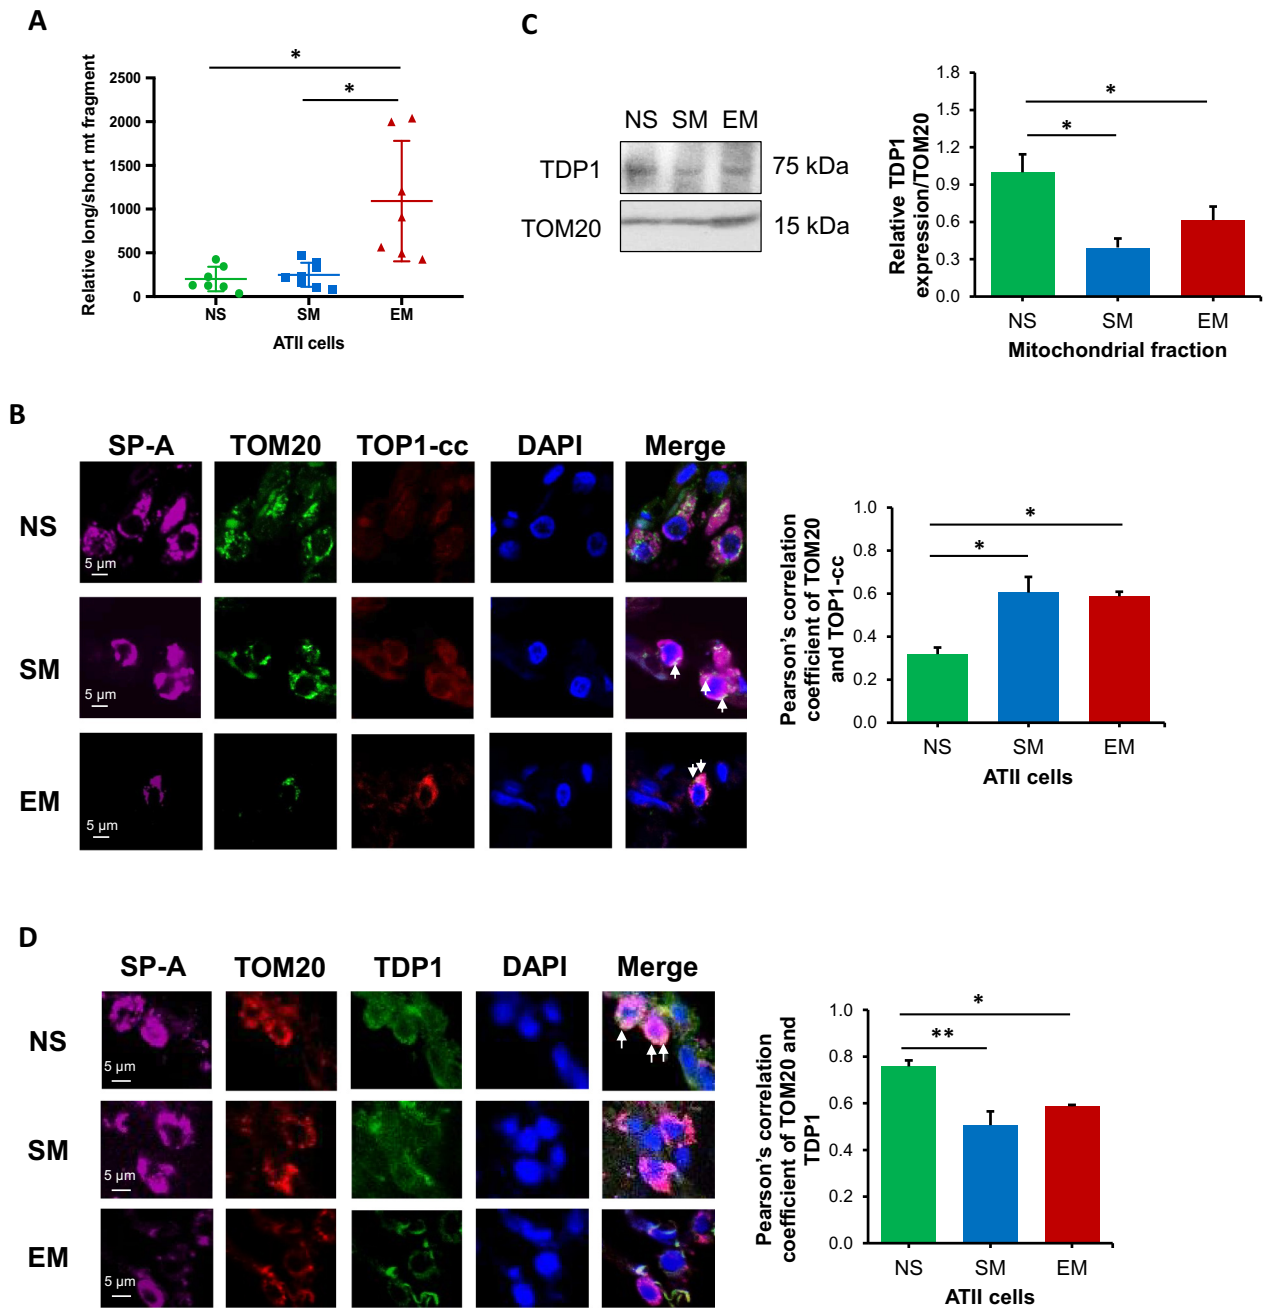 A
Relative long/short mt fragment
2500
2000
1500
1000
500
0
*
*
NS SM EM
ATII cells
C
NS SM EM
TDP1 75 kDa
TOM20 15 kDa
Relative TDP1
expression/TOM20
1.8
1.5
1.2
0.9
0.6
0.3
0.0
*
*
NS SM EM
Mitochondrial fraction
B
SP-A TOM20 TOP1-cc DAPI Merge
NS
5 µm
SM
5 µm
EM
5 µm
Pearson's correlation
coefficient of TOM20
and TOP1-cc
1.0
0.8
0.6
0.4
0.2
0.0
*
*
NS SM EM
ATII cells
D
SP-A TOM20 TDP1 DAPI Merge
NS
5 µm
SM
5 µm
EM
5 µm
Pearson's correlation
coefficient of TOM20 and
TDP1
1.0
0.8
0.6
0.4
0.2
0.0
*
**
NS SM EM
ATII cells